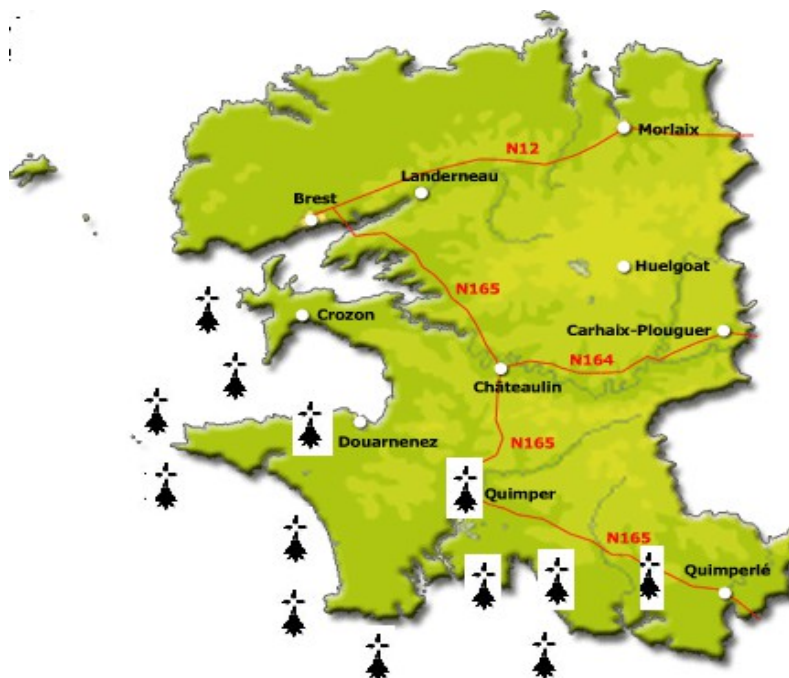 Morlaix
N12
Landerneau
Brest
Huelgoat
N165
Crozon
Carhaix-Plouguer
N164
Châteaulin
Douarnenez
N165
Quimper
N165
Quimperlé